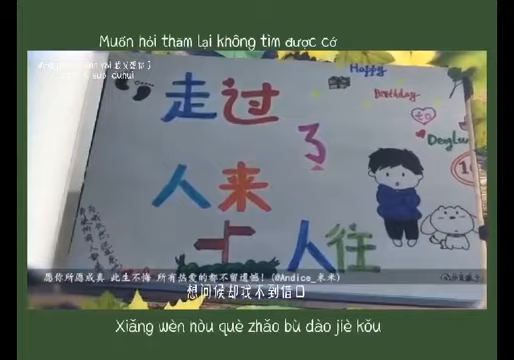 Muốn hỏi thăm lại không tìm được cớ
Happy
Birthday
to
走过
了
人来
人往
愿你所愿成真 此生不悔 所有热爱的都不留遗憾！(@Andice_米米)
想问候却找不到借口
Xiǎng wèn hòu què zhǎo bù dào jiè kǒu